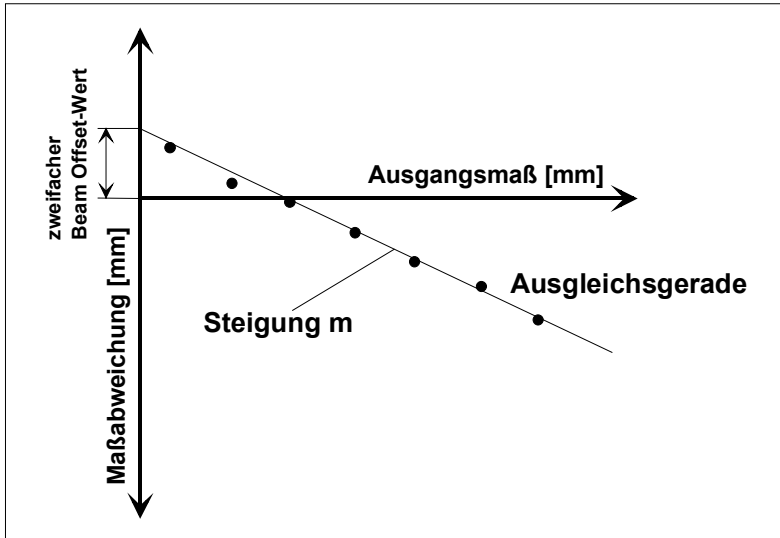 zweifacher
Beam Offset-Wert
Maßabweichung [mm]
Ausgangsmaß [mm]
Ausgleichsgerade
Steigung m